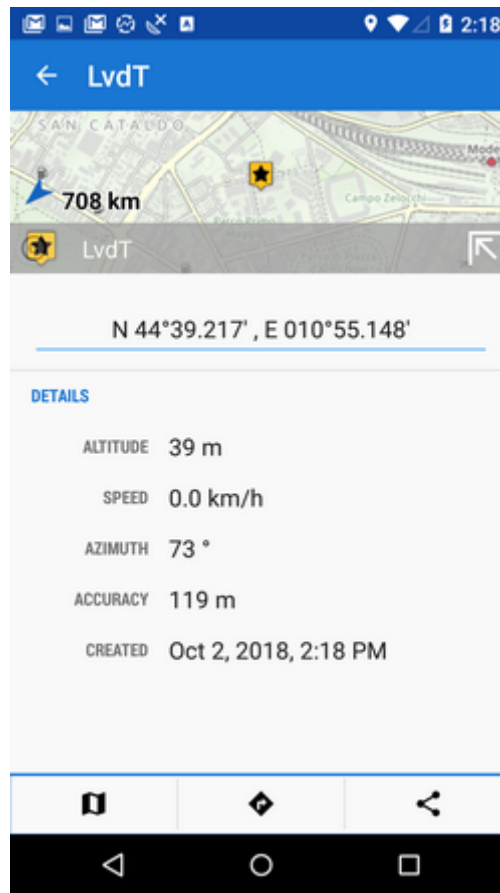 2:18
LvdT
SAN CATALDO
Mode
708 km
Campo Zelocchi
LvdT
N 44°39.217' , E 010°55.148'
DETAILS
ALTITUDE 39 m
SPEED 0.0 km/h
AZIMUTH 73 °
ACCURACY 119 m
CREATED Oct 2, 2018, 2:18 PM